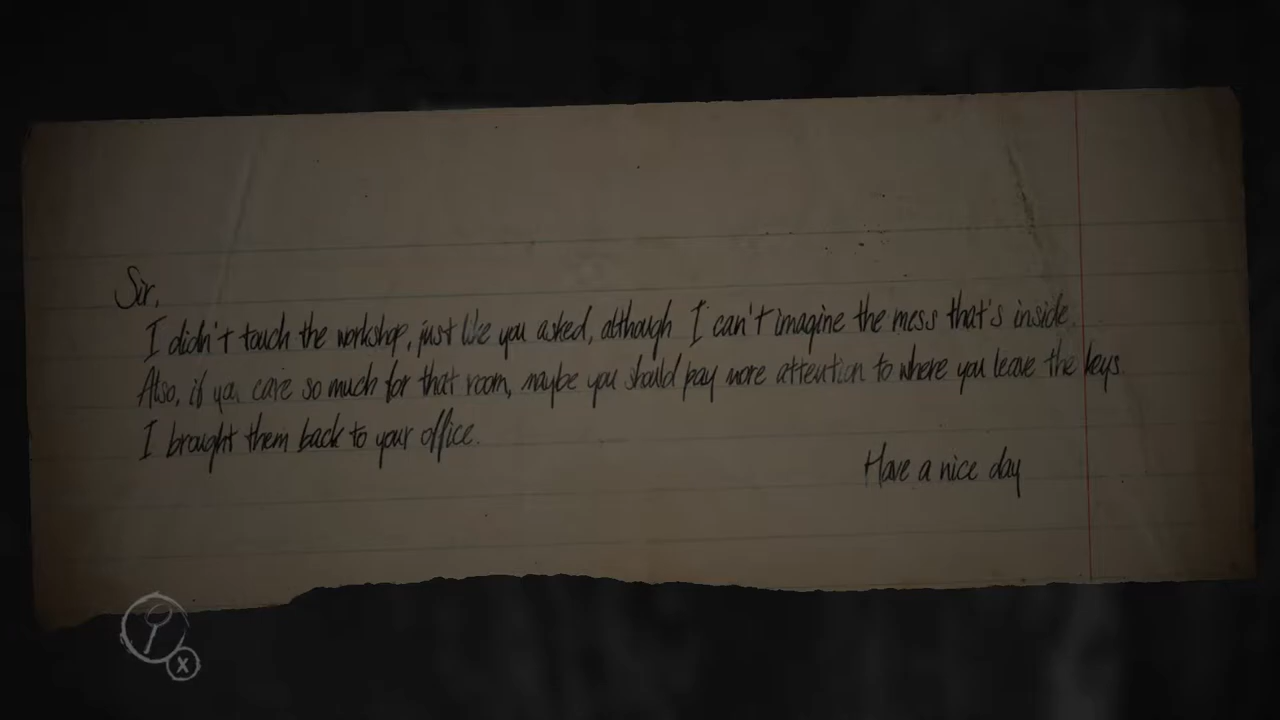 Sir,
I didn't touch the workshop, just like you asked, although I can't imagine the mess that's inside.
Also, if you care so much for that room, maybe you should pay more attention to where you leave the keys.
I brought them back to your office.
Have a nice day
X